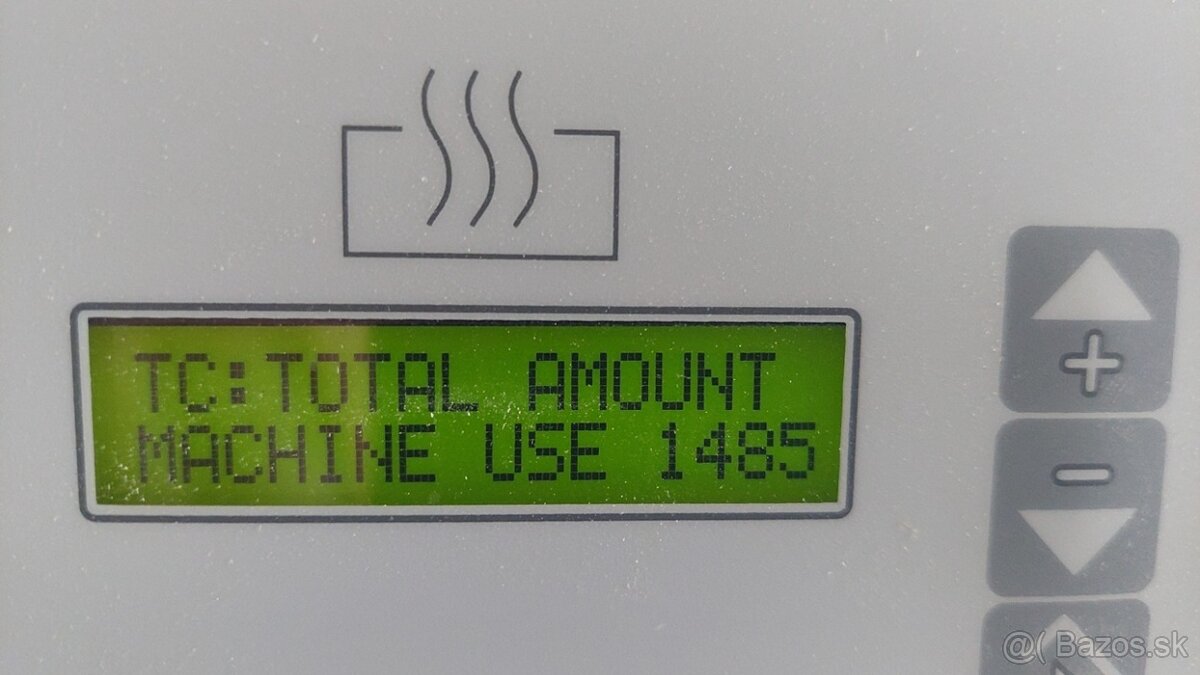 TC:TOTAL AMOUNT
MACHINE USE 1485
+
-
@( Bazos.sk